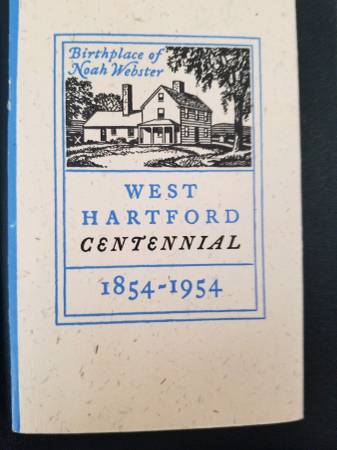 Birthplace of
Noah Webster
WEST
HARTFORD
CENTENNIAL
1854-1954